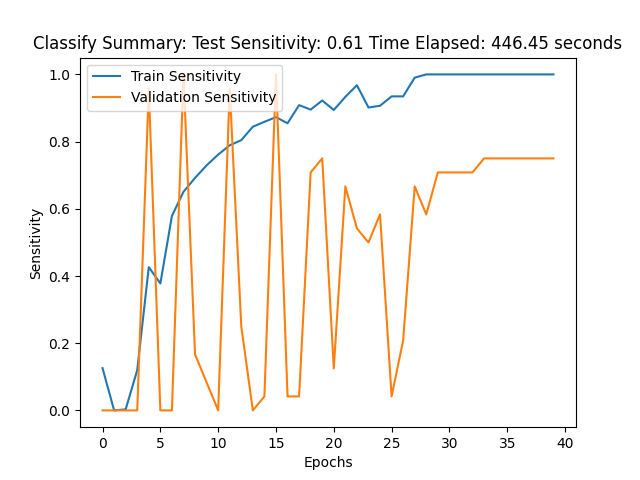 Classify Summary: Test Sensitivity: 0.61 Time Elapsed: 446.45 seconds
Train Sensitivity
Validation Sensitivity
Sensitivity
1.0
0.8
0.6
0.4
0.2
0.0
0 5 10 15 20 25 30 35 40
Epochs